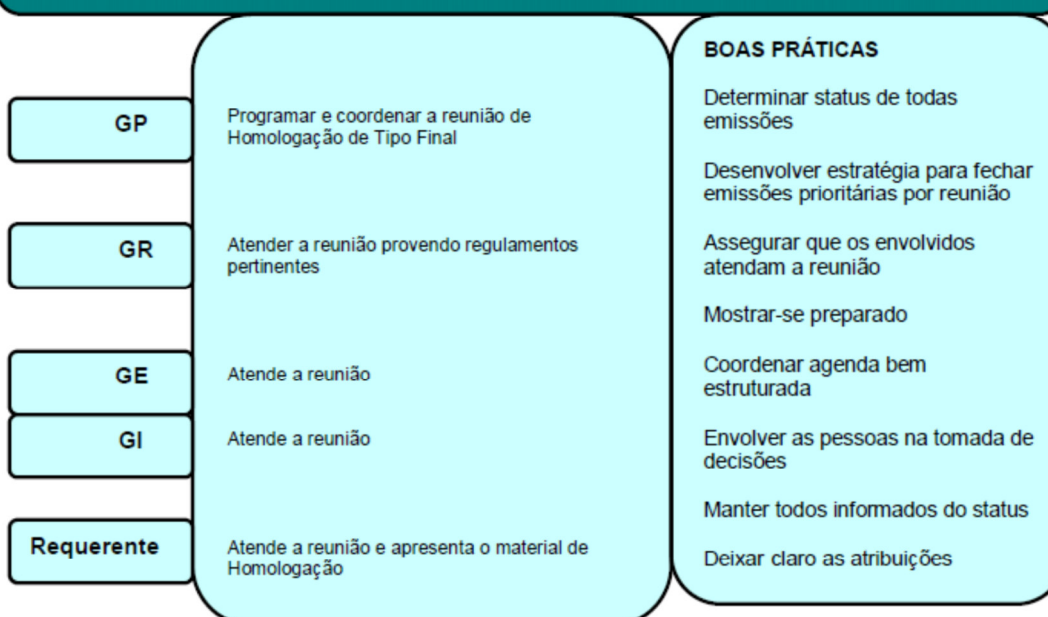 GP
Programar e coordenar a reunião de
Homologação de Tipo Final
GR
Atender a reunião provendo regulamentos
pertinentes
GE
Atende a reunião
GI
Atende a reunião
Requerente
Atende a reunião e apresenta o material de
Homologação
BOAS PRÁTICAS
Determinar status de todas
emissões
Desenvolver estratégia para fechar
emissões prioritárias por reunião
Assegurar que os envolvidos
atendam a reunião
Mostrar-se preparado
Coordenar agenda bem
estruturada
Envolver as pessoas na tomada de
decisões
Manter todos informados do status
Deixar claro as atribuições